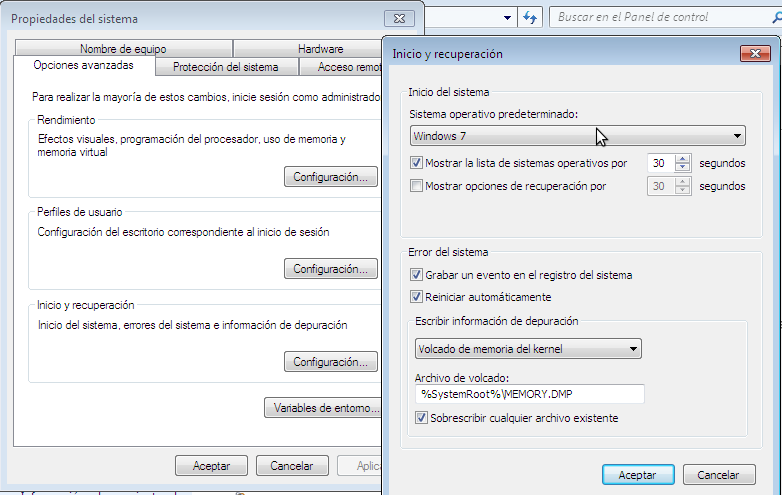 Propiedades del sistema
Nombre de equipo
Hardware
Opciones avanzadas
Protección del sistema
Acceso remot
Para realizar la mayoría de estos cambios, inicie sesión como administrado
Rendimiento
Efectos visuales, programación del procesador, uso de memoria y
memoria virtual
Configuración...
Perfiles de usuario
Configuración del escritorio correspondiente al inicio de sesión
Configuración...
Inicio y recuperación
Inicio del sistema, errores del sistema e información de depuración
Configuración...
Variables de entorno...
Aceptar
Cancelar
Aplica
Buscar en el Panel de control
Inicio y recuperación
Inicio del sistema
Sistema operativo predeterminado:
Windows 7
Mostrar la lista de sistemas operativos por 30 segundos
Mostrar opciones de recuperación por 30 segundos
Error del sistema
Grabar un evento en el registro del sistema
Reiniciar automáticamente
Escribir información de depuración
Volcado de memoria del kernel
Archivo de volcado:
%SystemRoot%\MEMORY.DMP
Sobrescribir cualquier archivo existente
Aceptar
Cancelar